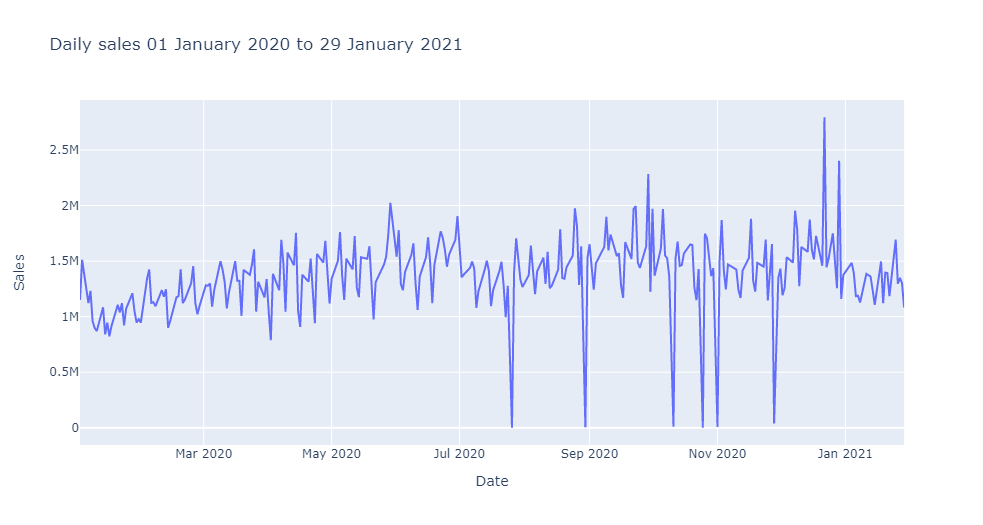 Daily sales 01 January 2020 to 29 January 2021
2.5M
2M
1.5M
1M
0.5M
0
Sales
Mar 2020
May 2020
Jul 2020
Sep 2020
Nov 2020
Jan 2021
Date